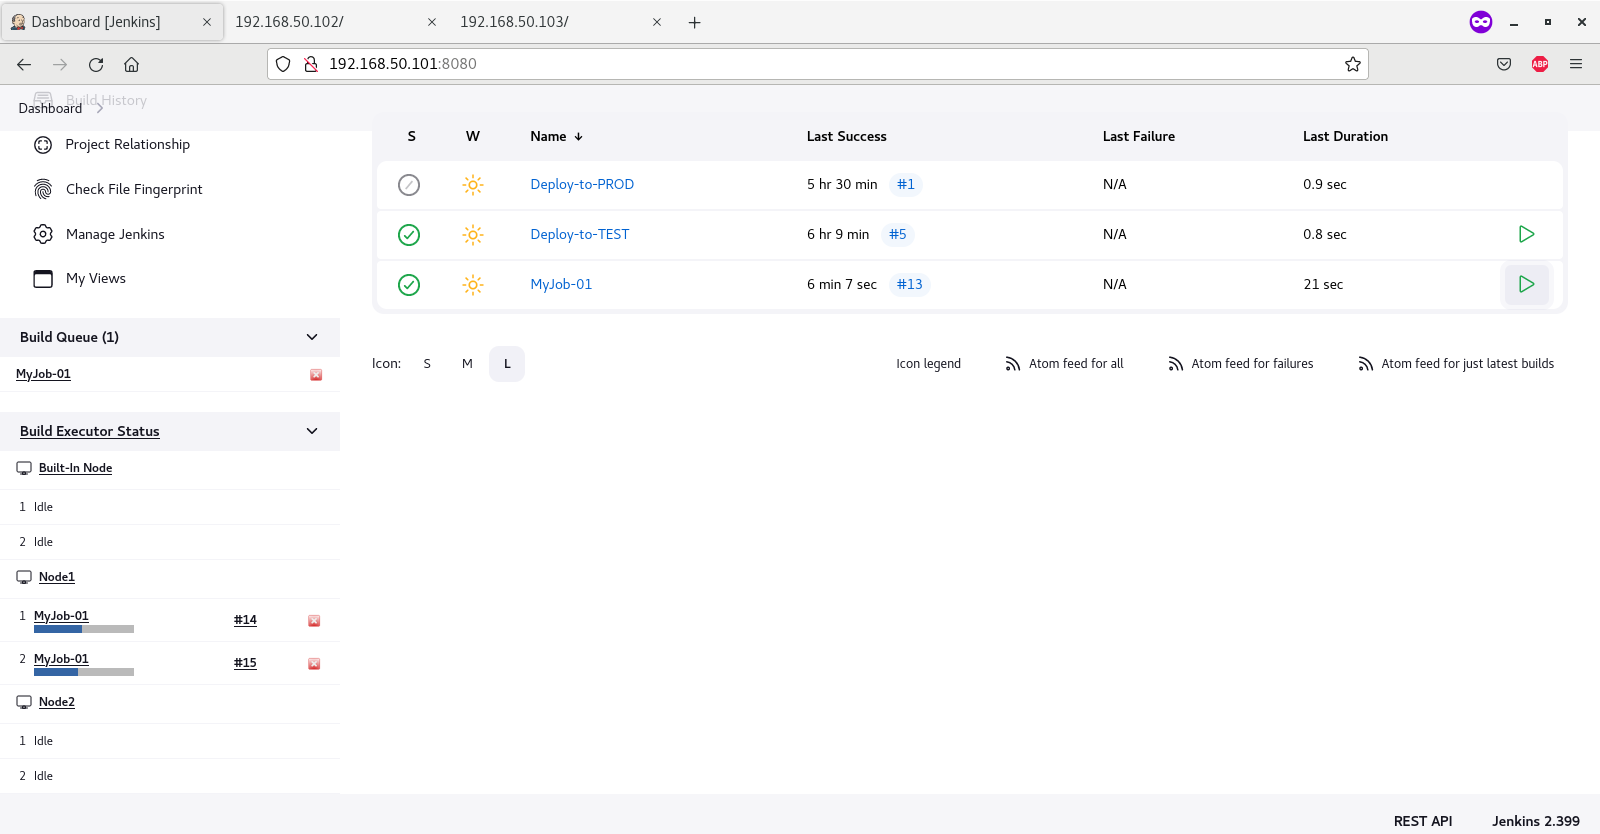 Dashboard [Jenkins]
192.168.50.102/
192.168.50.103/
192.168.50.101:8080
ABP
Build History
Dashboard
Project Relationship
Check File Fingerprint
Manage Jenkins
My Views
Build Queue (1)
MyJob-01
Build Executor Status
Built-In Node
1 Idle
2 Idle
Node1
1 MyJob-01 #14
2 MyJob-01 #15
Node2
1 Idle
2 Idle
S W Name ↓ Last Success Last Failure Last Duration
Deploy-to-PROD 5 hr 30 min #1 N/A 0.9 sec
Deploy-to-TEST 6 hr 9 min #5 N/A 0.8 sec
MyJob-01 6 min 7 sec #13 N/A 21 sec
Icon: S M L
Icon legend Atom feed for all Atom feed for failures Atom feed for just latest builds
REST API Jenkins 2.399